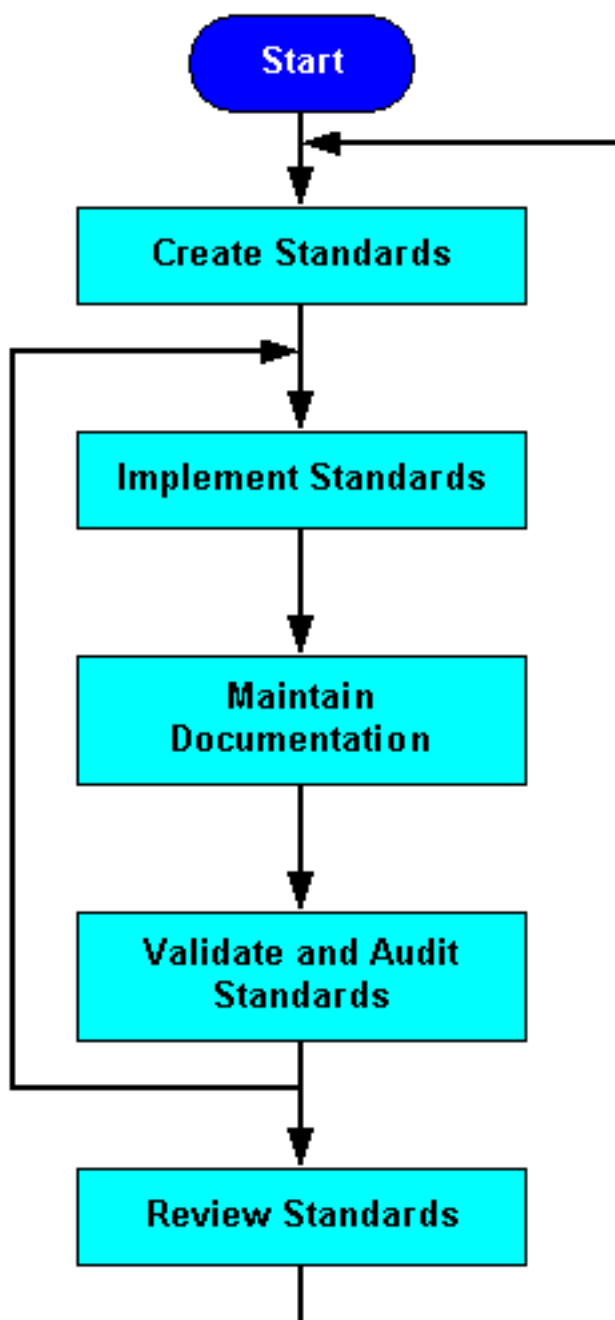 Start
Create Standards
Implement Standards
Maintain
Documentation
Validate and Audit
Standards
Review Standards